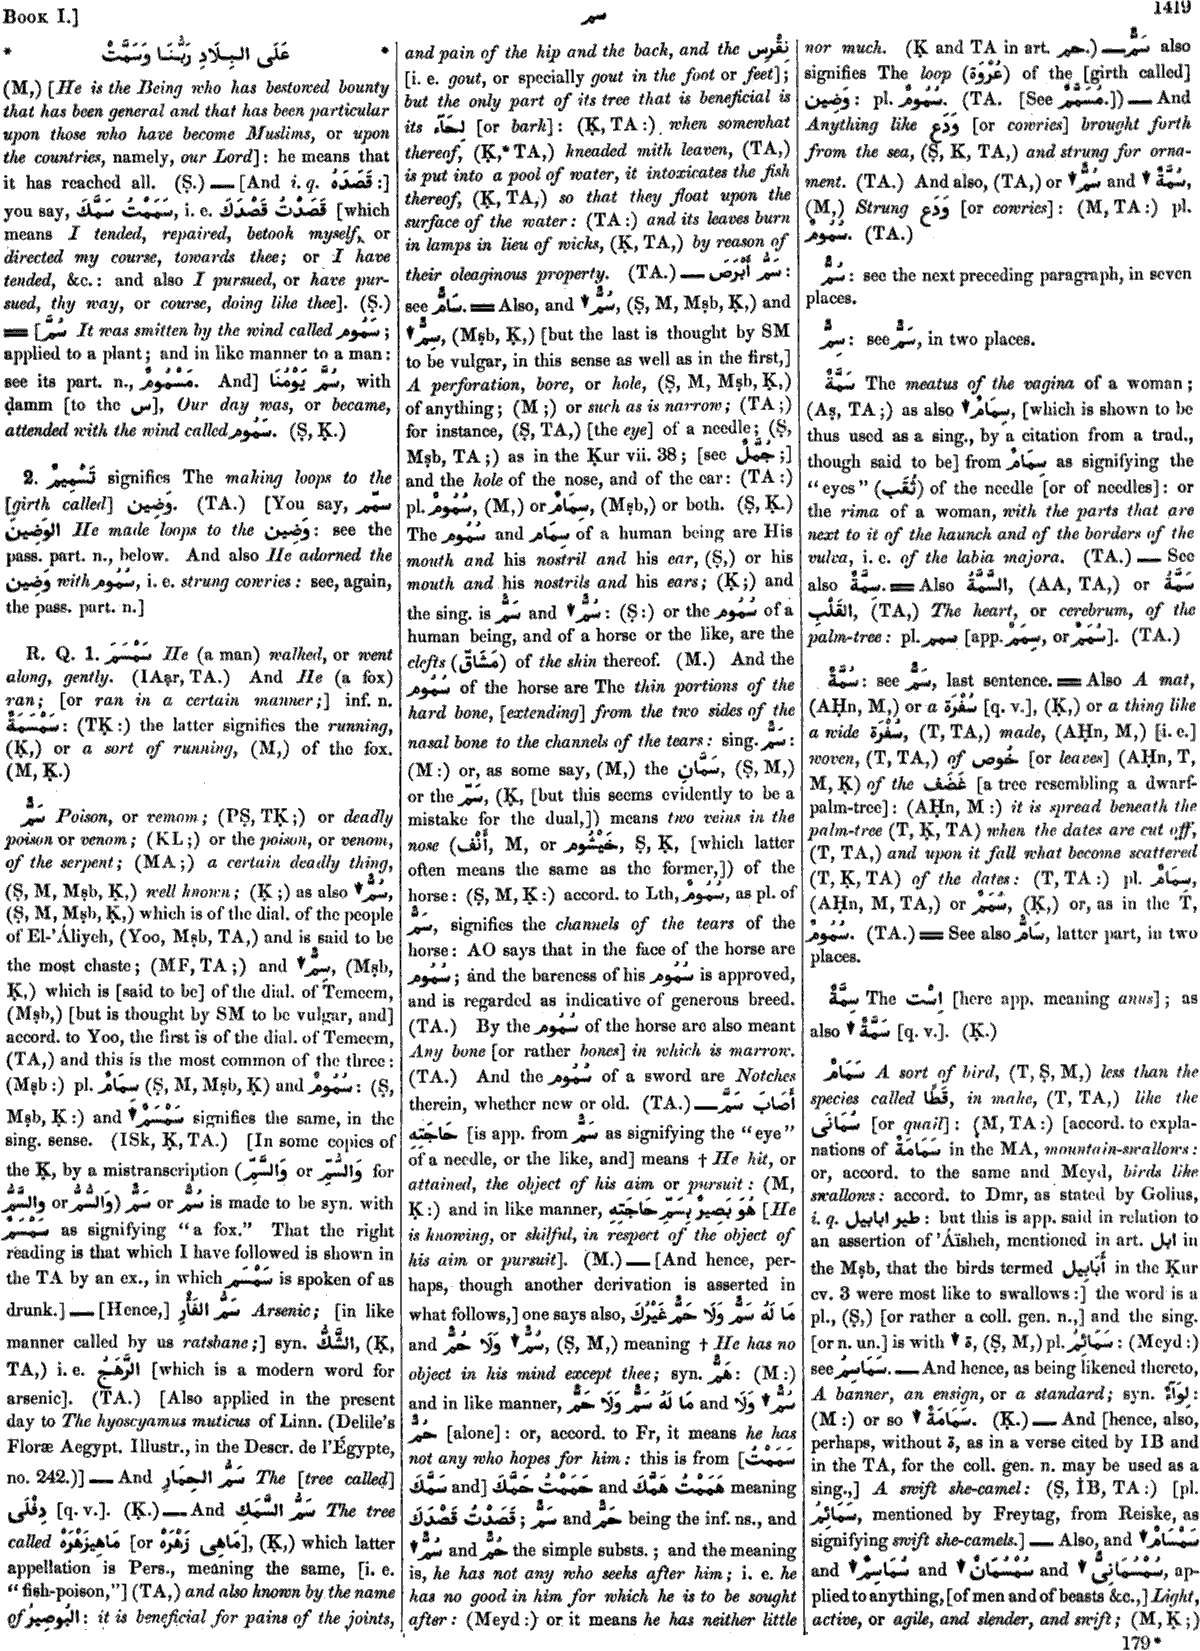 BOOK I.]
سم
1419
* عَلَى البِلَادِ رَبُّنَا وَسَمَّتْ *
(M,) [He is the Being who has bestowed bounty
that has been general and that has been particular
upon those who have become Muslims, or upon
the countries, namely, our Lord]: he means that
it has reached all. (Ṣ.) — [And i. q. قَصَدَهُ :]
you say, سَمَمْتُ سَمَّكَ, i. e. قَصَدْتُ قَصْدَكَ [which
means I tended, repaired, betook myself, or
directed my course, towards thee; or I have
tended, &c.: and also I pursued, or have pur-
sued, thy way, or course, doing like thee]. (Ṣ.)
= [سُمَّ It was smitten by the wind called سَمُوم;
applied to a plant; and in like manner to a man:
see its part. n., مَسْمُومٌ. And] سُمَّ يَوْمُنَا, with
ḍamm [to the س], Our day was, or became,
attended with the wind called سَمُوم. (Ṣ, Ḳ.)
2. تَسْمِيمٌ signifies The making loops to the
[girth called] وَضِين. (TA.) [You say, سمّم
الوَضِينَ He made loops to the وَضِين: see the
pass. part. n., below. And also He adorned the
وَضِين with سُمُوم, i. e. strung cowries: see, again,
the pass. part. n.]
R. Q. 1. سَمْسَمَ He (a man) walked, or went
along, gently. (IAạr, TA.) And He (a fox)
ran; [or ran in a certain manner;] inf. n.
سَمْسَمَةٌ: (TḲ:) the latter signifies the running,
(Ḳ,) or a sort of running, (M,) of the fox.
(M, Ḳ.)
سَمٌّ Poison, or venom; (PṢ, TḲ;) or deadly
poison or venom; (KL;) or the poison, or venom,
of the serpent; (MA;) a certain deadly thing,
(Ṣ, M, Mṣb, Ḳ,) well known; (Ḳ;) as also ▼ سُمٌّ,
(Ṣ, M, Mṣb, Ḳ,) which is of the dial. of the people
of El-'Áliyeh, (Yoo, Mṣb, TA,) and is said to be
the most chaste; (MF, TA;) and ▼ سِمٌّ, (Mṣb,
Ḳ,) which is [said to be] of the dial. of Temeem,
(Mṣb,) [but is thought by SM to be vulgar, and]
accord. to Yoo, the first is of the dial. of Temeem,
(TA,) and this is the most common of the three:
(Mṣb:) pl. سِمَامٌ (Ṣ, M, Mṣb, Ḳ) and سُمُومٌ: (Ṣ,
Mṣb, Ḳ:) and ▼ سَمْسَمٌ signifies the same, in the
sing. sense. (ISk, Ḳ, TA.) [In some copies of
the Ḳ, by a mistranscription (وَالسُّمِّ or وَالسَّمِّ for
والسُّمُّ or وَالسَّمُّ) سَمٌّ or سُمٌّ is made to be syn. with
سَمْسَمٌ as signifying "a fox." That the right
reading is that which I have followed is shown in
the TA by an ex., in which سَمْسَم is spoken of as
drunk.] — [Hence,] سَمُّ الفَأْرِ Arsenic; [in like
manner called by us ratsbane;] syn. الشَّكُّ, (Ḳ,
TA,) i. e. الرَّهَجُ [which is a modern word for
arsenic]. (TA.) [Also applied in the present
day to The hyoscyamus muticus of Linn. (Delile's
Floræ Aegypt. Illustr., in the Descr. de l'Égypte,
no. 242.)] — And سَمُّ الحِمَارِ The [tree called]
دِفْلَى [q. v.]. (Ḳ.) — And سَمُّ السَّمَكِ The tree
called مَاهِيزَهْرَهْ [or مَاهِى زَهْرَهْ], (Ḳ,) which latter
appellation is Pers., meaning the same, [i. e.
"fish-poison,"] (TA,) and also known by the name
of البُوصِيرُ: it is beneficial for pains of the joints,
and pain of the hip and the back, and the نِقْرِس
[i. e. gout, or specially gout in the foot or feet];
but the only part of its tree that is beneficial is
its لِحَآء [or bark]: (Ḳ, TA:) when somewhat
thereof, (Ḳ,* TA,) kneaded with leaven, (TA,)
is put into a pool of water, it intoxicates the fish
thereof, (Ḳ, TA,) so that they float upon the
surface of the water: (TA:) and its leaves burn
in lamps in lieu of wicks, (Ḳ, TA,) by reason of
their oleaginous property. (TA.) — سَمُّ أَبْرَصَ :
see سَامٌّ. = Also, and ▼ سُمٌّ, (Ṣ, M, Mṣb, Ḳ,) and
▼ سِمٌّ, (Mṣb, Ḳ,) [but the last is thought by SM
to be vulgar, in this sense as well as in the first,]
A perforation, bore, or hole, (Ṣ, M, Mṣb, Ḳ,)
of anything; (M;) or such as is narrow; (TA;)
for instance, (Ṣ, TA,) [the eye] of a needle; (Ṣ,
Mṣb, TA;) as in the Ḳur vii. 38; [see جُمَّلٌ;]
and the hole of the nose, and of the ear: (TA:)
pl. سُمُومٌ, (M,) or سِمَامٌ, (Mṣb,) or both. (Ṣ, Ḳ.)
The سُمُوم and سِمَام of a human being are His
mouth and his nostril and his ear, (Ṣ,) or his
mouth and his nostrils and his ears; (Ḳ;) and
the sing. is سَمٌّ and ▼ سُمٌّ: (Ṣ:) or the سُمُوم of a
human being, and of a horse or the like, are the
clefts (مَشَاقّ) of the skin thereof. (M.) And the
سُمُوم of the horse are The thin portions of the
hard bone, [extending] from the two sides of the
nasal bone to the channels of the tears: sing. سَمٌّ:
(M:) or, as some say, (M,) the سَمَّانِ, (Ṣ, M,)
or the سَمّ, (Ḳ, [but this seems evidently to be a
mistake for the dual,]) means two veins in the
nose (أَنْف, M, or خَيْشُوم, Ṣ, Ḳ, [which latter
often means the same as the former,]) of the
horse: (Ṣ, M, Ḳ:) accord. to Lth, سُمُومٌ, as pl. of
سَمٌّ, signifies the channels of the tears of the
horse: AO says that in the face of the horse are
سُمُوم; and the bareness of his سُمُوم is approved,
and is regarded as indicative of generous breed.
(TA.) By the سُمُوم of the horse are also meant
Any bone [or rather bones] in which is marrow.
(TA.) And the سُمُوم of a sword are Notches
therein, whether new or old. (TA.) — أَصَابَ سَمَّ
حَاجَتِهِ [is app. from سَمٌّ as signifying the "eye"
of a needle, or the like, and] means † He hit, or
attained, the object of his aim or pursuit: (M,
Ḳ:) and in like manner, هُوَ بَصِيرٌ بِسَمِّ حَاجَتِهِ [He
is knowing, or skilful, in respect of the object of
his aim or pursuit]. (M.) — [And hence, per-
haps, though another derivation is asserted in
what follows,] one says also, مَا لَهُ سَمٌّ وَلَا حَمٌّ غَيْرُكَ
and ▼ سُمٌّ وَلَا حُمٌّ, (Ṣ, M,) meaning † He has no
object in his mind except thee; syn. هَمٌّ: (M:)
and in like manner, مَا لَهُ سَمٌّ وَلَا حَمٌّ and ▼ سُمٌّ وَلَا
حُمٌّ [alone]: or, accord. to Fr, it means he has
not any who hopes for him: this is from [سَمَمْتُ
سَمَّكَ and] حَمَمْتُ حَمَّكَ and هَمَمْتُ هَمَّكَ meaning
قَصَدْتُ قَصْدَكَ; سَمٌّ and حَمٌّ being the inf. ns., and
▼ سُمٌّ and حُمٌّ the simple substs.; and the meaning
is, he has not any who seeks after him; i. e. he
has no good in him for which he is to be sought
after: (Meyd:) or it means he has neither little
nor much. (Ḳ and TA in art. حم.) — سَمٌّ also
signifies The loop (عُرْوَة) of the [girth called]
وَضِين: pl. سُمُومٌ. (TA. [See مُسَمَّمٌ.]) — And
Anything like وَدَع [or cowries] brought forth
from the sea, (Ṣ, K, TA,) and strung for orna-
ment. (TA.) And also, (TA,) or ▼ سُمٌّ and ▼ سُمَّةٌ,
(M,) Strung وَدَع [or cowries]: (M, TA:) pl.
سُمُومٌ. (TA.)
سُمٌّ: see the next preceding paragraph, in seven
places.
سِمٌّ: see سَمٌّ, in two places.
سَمَّةٌ The meatus of the vagina of a woman;
(Aṣ, TA;) as also ▼ سِمَامٌ, [which is shown to be
thus used as a sing., by a citation from a trad.,
though said to be] from سِمَامٌ as signifying the
"eyes" (ثُقَب) of the needle [or of needles]: or
the rima of a woman, with the parts that are
next to it of the haunch and of the borders of the
vulva, i. e. of the labia majora. (TA.) — See
also سِمَّةٌ. = Also السَّمَّةُ, (AA, TA,) or سَمَّةُ
القَلْبِ, (TA,) The heart, or cerebrum, of the
palm-tree: pl. سمم [app. سِمَمٌ, or سُمَمٌ]. (TA.)
سُمَّةٌ: see سَمٌّ, last sentence. = Also A mat,
(AḤn, M,) or a سُفْرَة [q. v.], (Ḳ,) or a thing like
a wide سُفْرَة, (T, TA,) made, (AḤn, M,) [i. e.]
woven, (T, TA,) of خُوص [or leaves] (AḤn, T,
M, Ḳ) of the غَضَف [a tree resembling a dwarf-
palm-tree]: (AḤn, M:) it is spread beneath the
palm-tree (T, Ḳ, TA) when the dates are cut off,
(T, TA,) and upon it fall what become scattered
(T, Ḳ, TA) of the dates: (T, TA:) pl. سِمَامٌ,
(AḤn, M, TA,) or سُمَمٌ, (Ḳ,) or, as in the T,
سُمُومٌ. (TA.) = See also سَامٌّ, latter part, in two
places.
سِمَّةٌ The اِسْت [here app. meaning anus]; as
also ▼ سَمَّةٌ [q. v.]. (Ḳ.)
سَمَامٌ A sort of bird, (T, Ṣ, M,) less than the
species called قَطًا, in make, (T, TA,) like the
سُمَانَى [or quail]: (M, TA:) [accord. to expla-
nations of سَمَامَةٌ in the MA, mountain-swallows:
or, accord. to the same and Meyd, birds like
swallows: accord. to Dmr, as stated by Golius,
i. q. طير ابابيل: but this is app. said in relation to
an assertion of 'Áïsheh, mentioned in art. ابل in
the Mṣb, that the birds termed أَبَابِيل in the Ḳur
cv. 3 were most like to swallows:] the word is a
pl., (Ṣ,) [or rather a coll. gen. n.,] and the sing.
[or n. un.] is with ▼ ة, (Ṣ, M,) pl. سَمَائِمُ: (Meyd:)
see سَمَاسِمُ. — And hence, as being likened thereto,
A banner, an ensign, or a standard; syn. لِوَآءٌ:
(M:) or so ▼ سَمَامَةٌ. (Ḳ.) — And [hence, also,
perhaps, without ة, as in a verse cited by IB and
in the TA, for the coll. gen. n. may be used as a
sing.,] A swift she-camel: (Ṣ, IB, TA:) [pl.
سَمَائِمُ, mentioned by Freytag, from Reiske, as
signifying swift she-camels.] — Also, and ▼ سَمْسَامٌ
and ▼ سُمَاسِمٌ and ▼ سُمْسُمَانٌ and ▼ سُمْسُمَانِىٌّ, ap-
plied to anything, [of men and of beasts &c.,] Light,
active, or agile, and slender, and swift; (M, Ḳ;)
179*